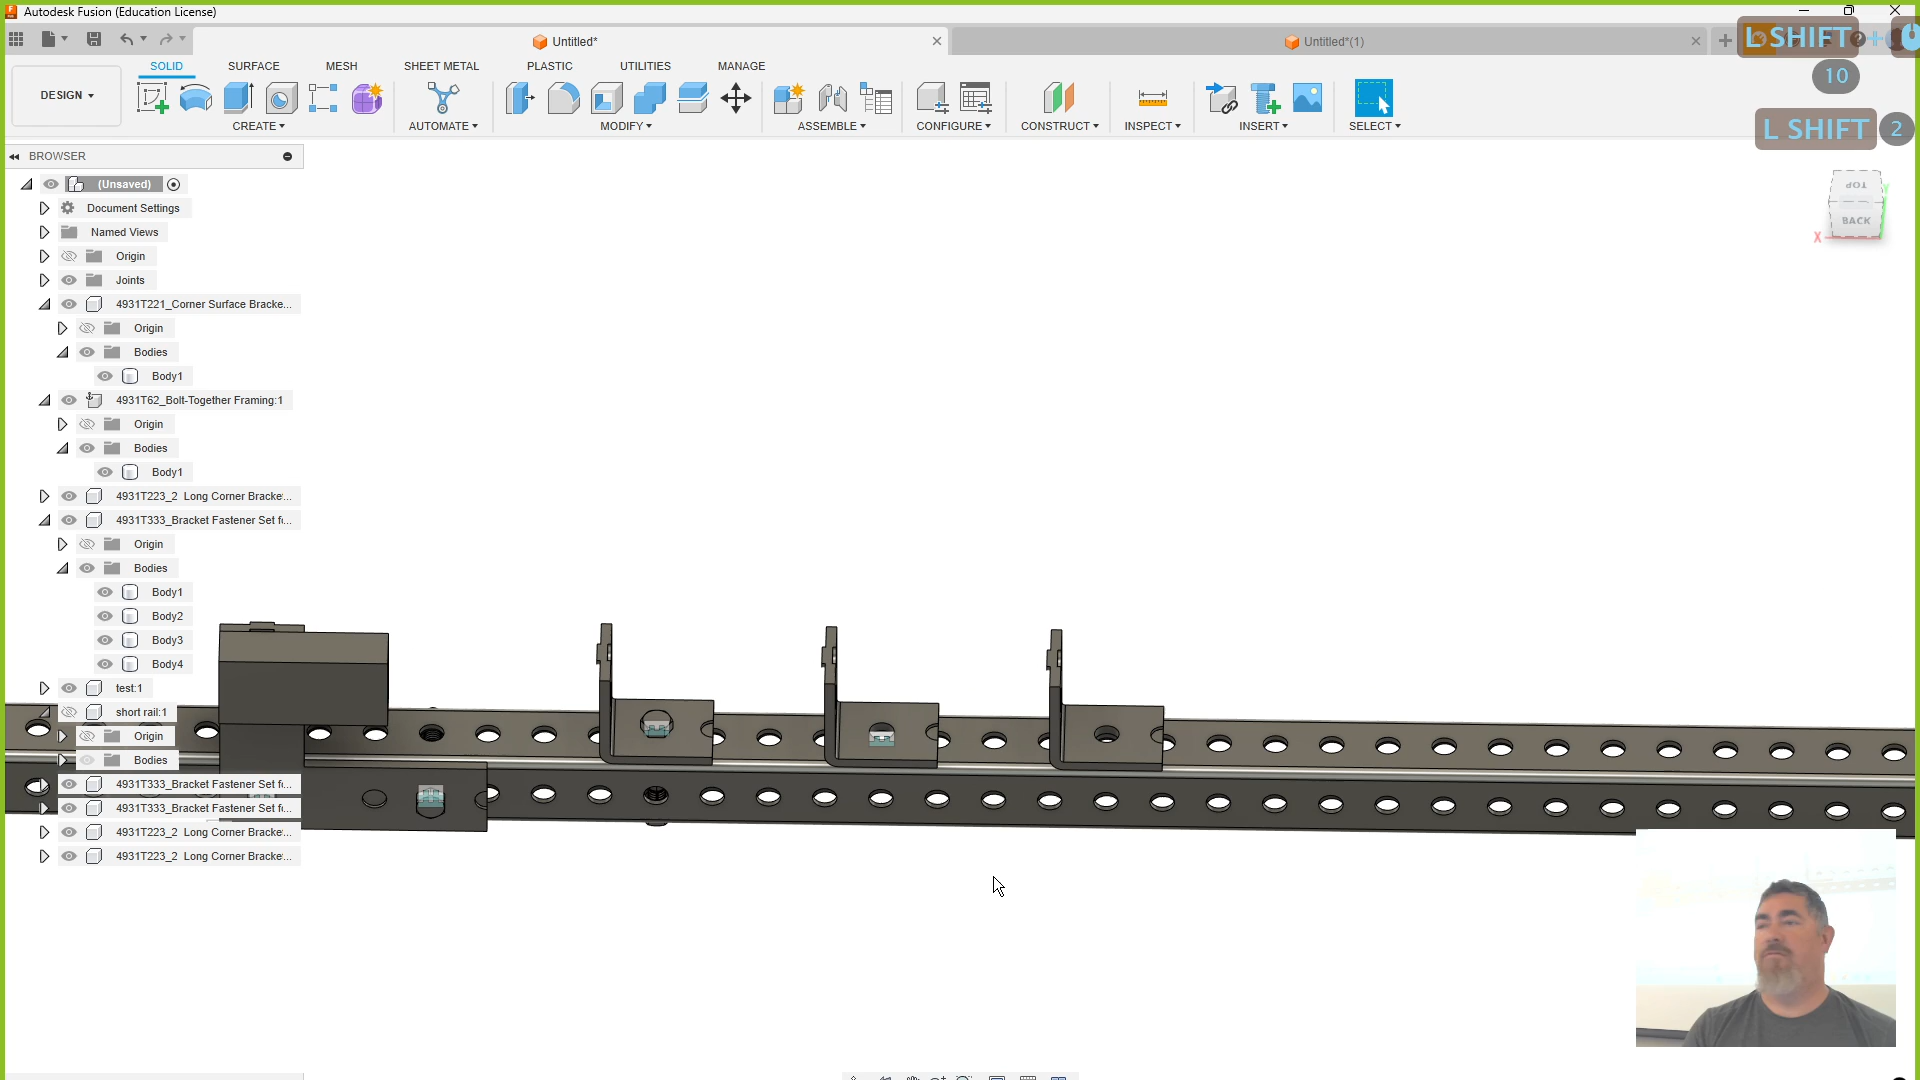 Autodesk Fusion (Education License)
Untitled*
Untitled*(1)
L SHIFT
10
L SHIFT 2
SOLID SURFACE MESH SHEET METAL PLASTIC UTILITIES MANAGE
DESIGN
CREATE AUTOMATE MODIFY ASSEMBLE CONFIGURE CONSTRUCT INSPECT INSERT SELECT
BROWSER
(Unsaved)
Document Settings
Named Views
Origin
Joints
4931T221_Corner Surface Bracke...
Origin
Bodies
Body1
4931T62_Bolt-Together Framing:1
Origin
Bodies
Body1
4931T223_2 Long Corner Bracke...
4931T333_Bracket Fastener Set f...
Origin
Bodies
Body1
Body2
Body3
Body4
test:1
short rail:1
Origin
Bodies
4931T333_Bracket Fastener Set f...
4931T333_Bracket Fastener Set f...
4931T223_2 Long Corner Bracke...
4931T223_2 Long Corner Bracke...
TOP
BACK
X